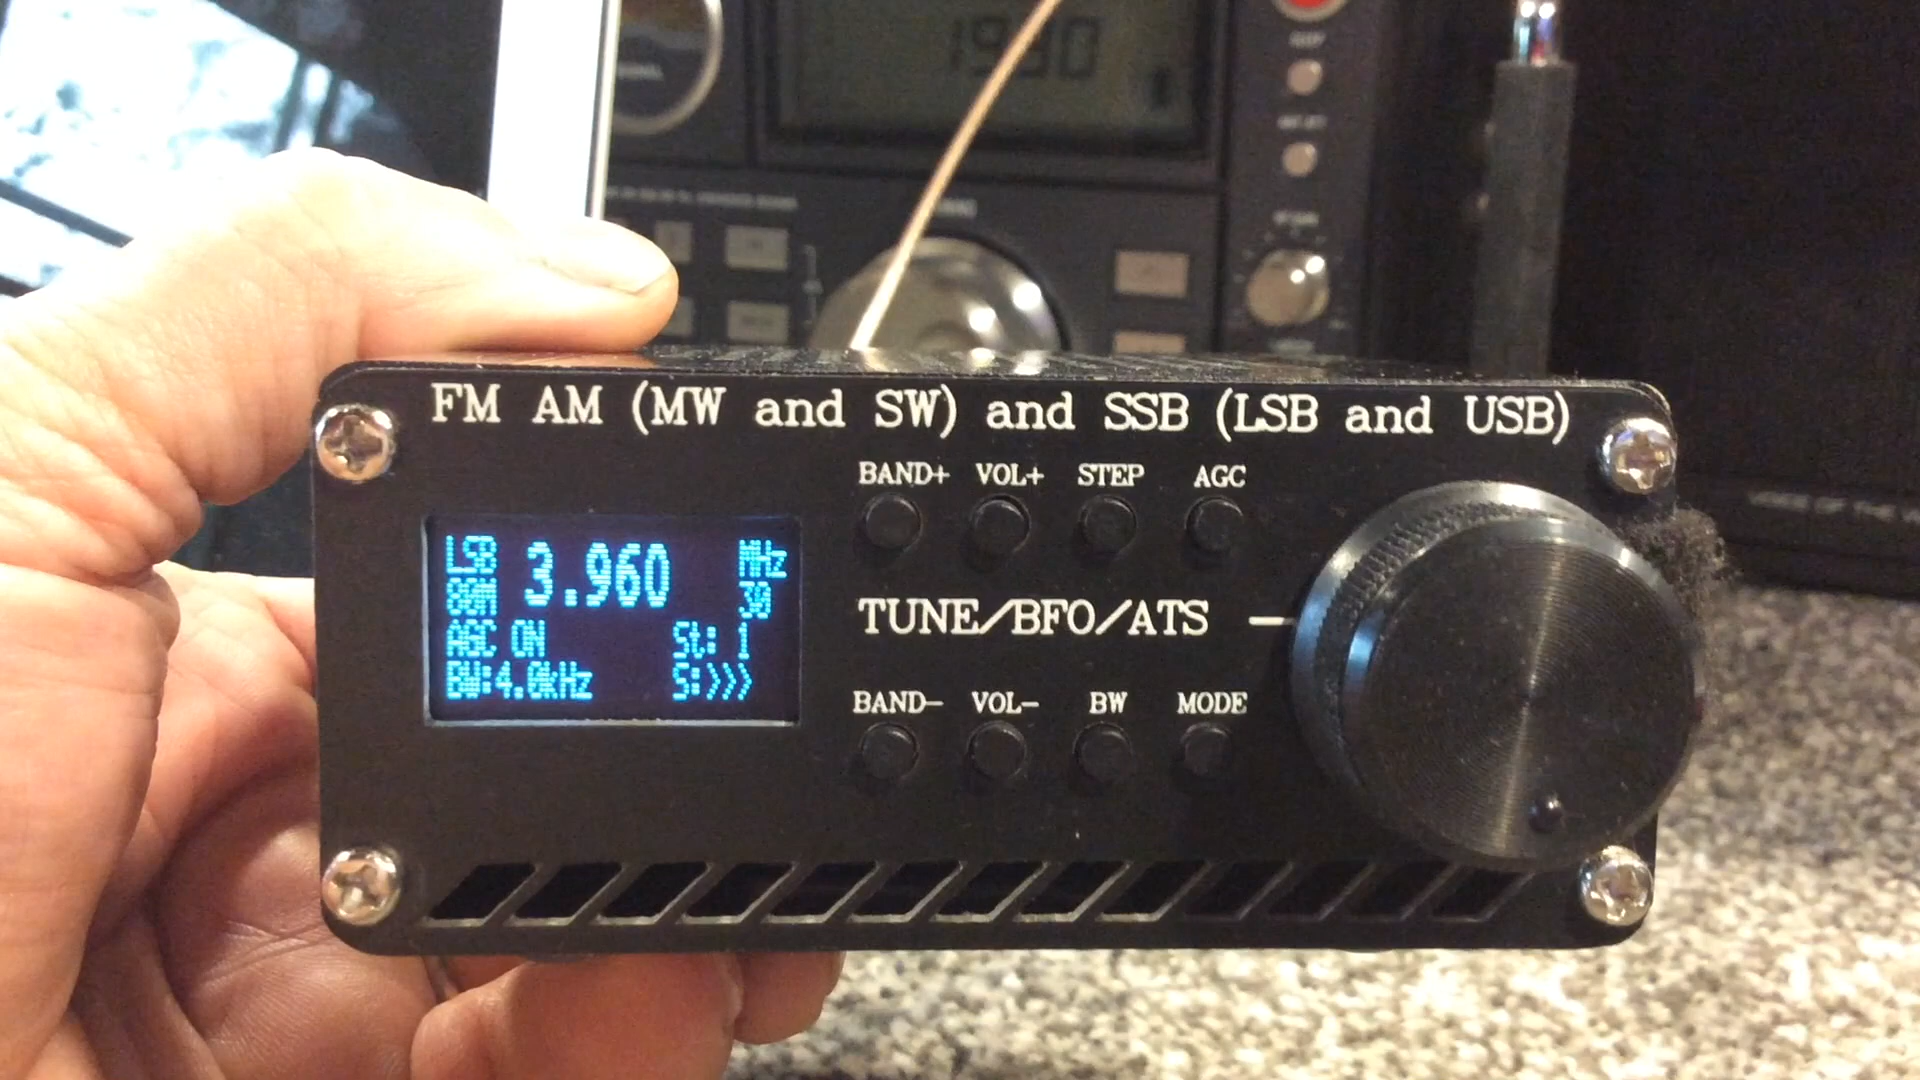 1930
FM AM (MW and SW) and SSB (LSB and USB)
BAND+ VOL+ STEP AGC
LSB 3.960 MHz
80M 30
AGC ON St: 1
BW:4.0kHz S:>>>
TUNE/BFO/ATS
BAND- VOL- BW MODE